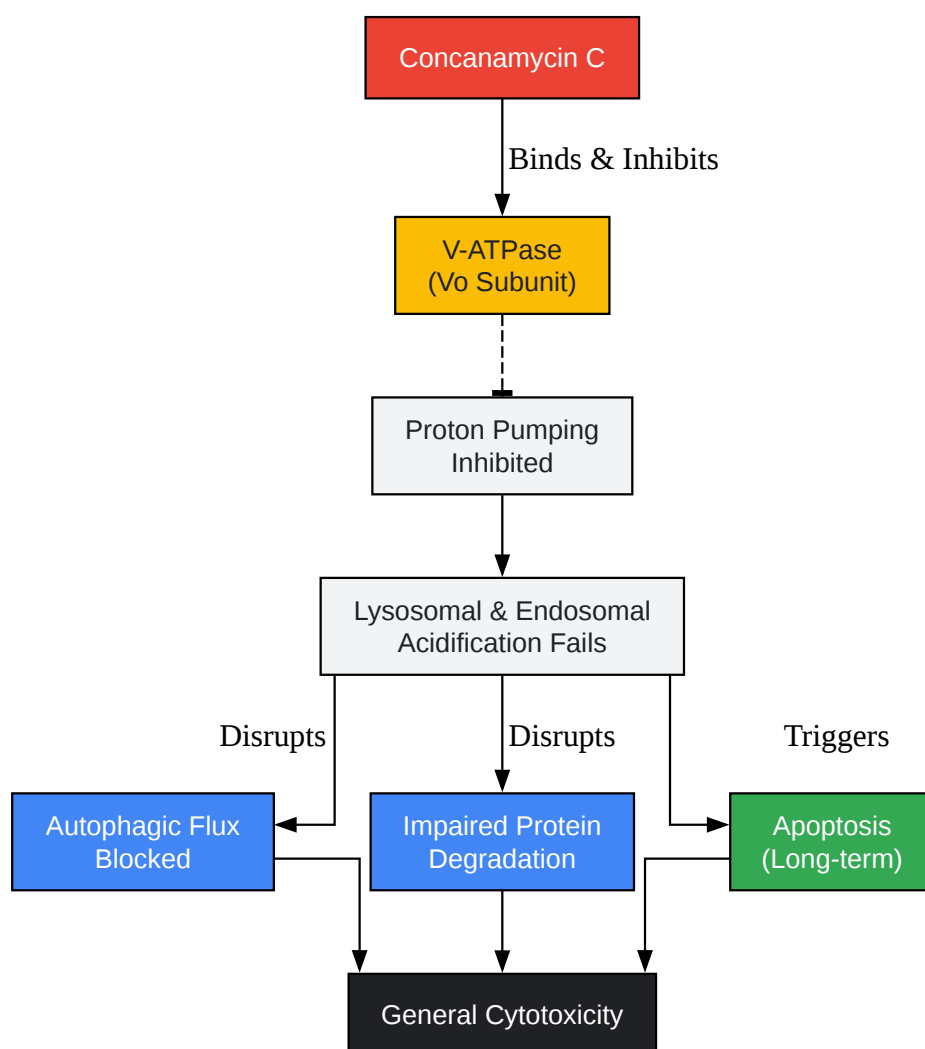 Concanamycin C
Binds & Inhibits
V-ATPase
(Vo Subunit)
Proton Pumping
Inhibited
Lysosomal & Endosomal
Acidification Fails
Disrupts
Disrupts
Triggers
Autophagic Flux
Blocked
Impaired Protein
Degradation
Apoptosis
(Long-term)
General Cytotoxicity